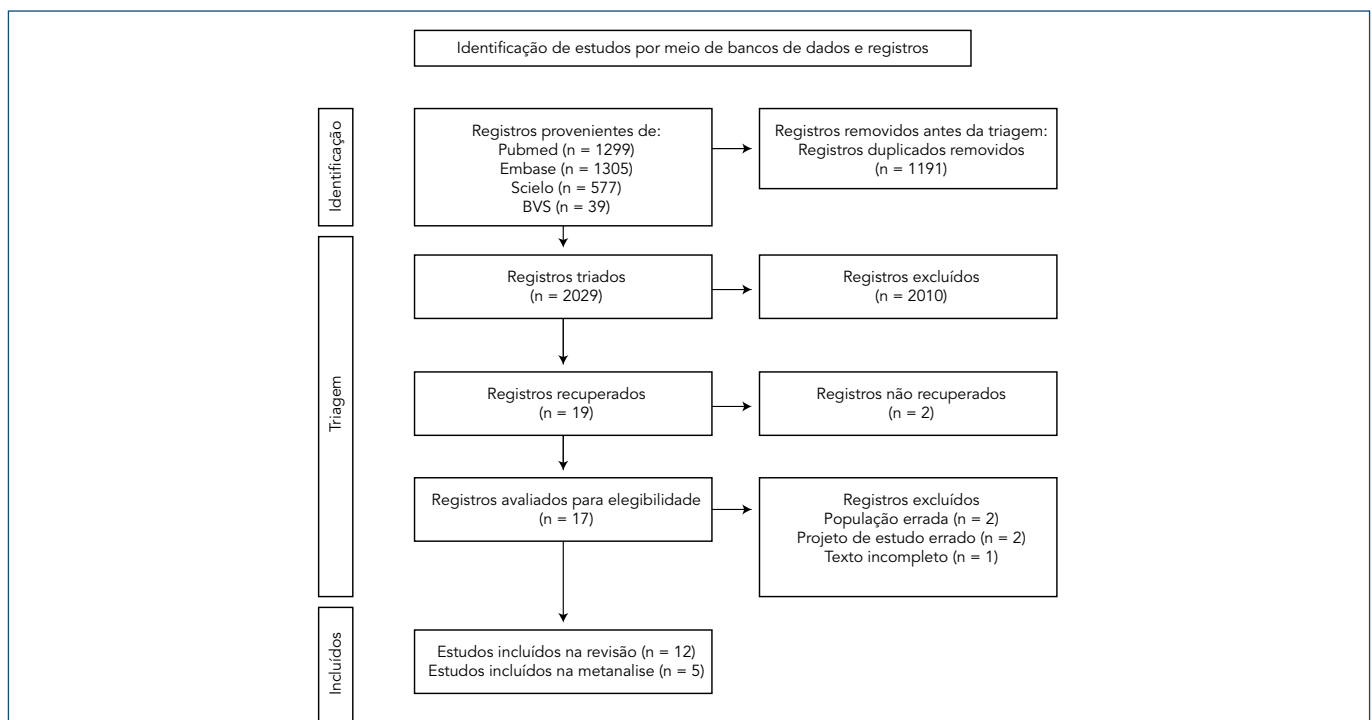 Identificação de estudos por meio de bancos de dados e registros
Identificação
Registros provenientes de:
Pubmed (n = 1299)
Embase (n = 1305)
Scielo (n = 577)
BVS (n = 39)
Registros removidos antes da triagem:
Registros duplicados removidos
(n = 1191)
Triagem
Registros triados
(n = 2029)
Registros excluídos
(n = 2010)
Registros recuperados
(n = 19)
Registros não recuperados
(n = 2)
Registros avaliados para elegibilidade
(n = 17)
Registros excluídos
População errada (n = 2)
Projeto de estudo errado (n = 2)
Texto incompleto (n = 1)
Incluídos
Estudos incluídos na revisão (n = 12)
Estudos incluídos na metanalise (n = 5)